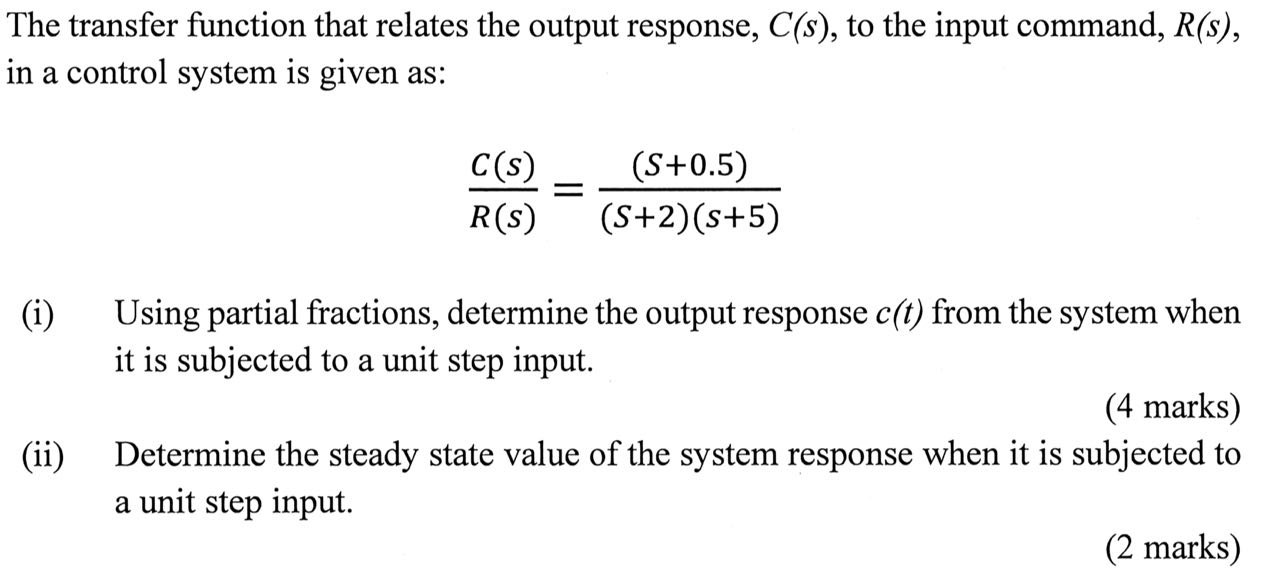 The transfer function that relates the output response, C(s), to the input command, R(s),
in a control system is given as:
C(s)/R(s) = (S+0.5)/(S+2)(s+5)
(i) Using partial fractions, determine the output response c(t) from the system when
it is subjected to a unit step input.
(4 marks)
(ii) Determine the steady state value of the system response when it is subjected to
a unit step input.
(2 marks)